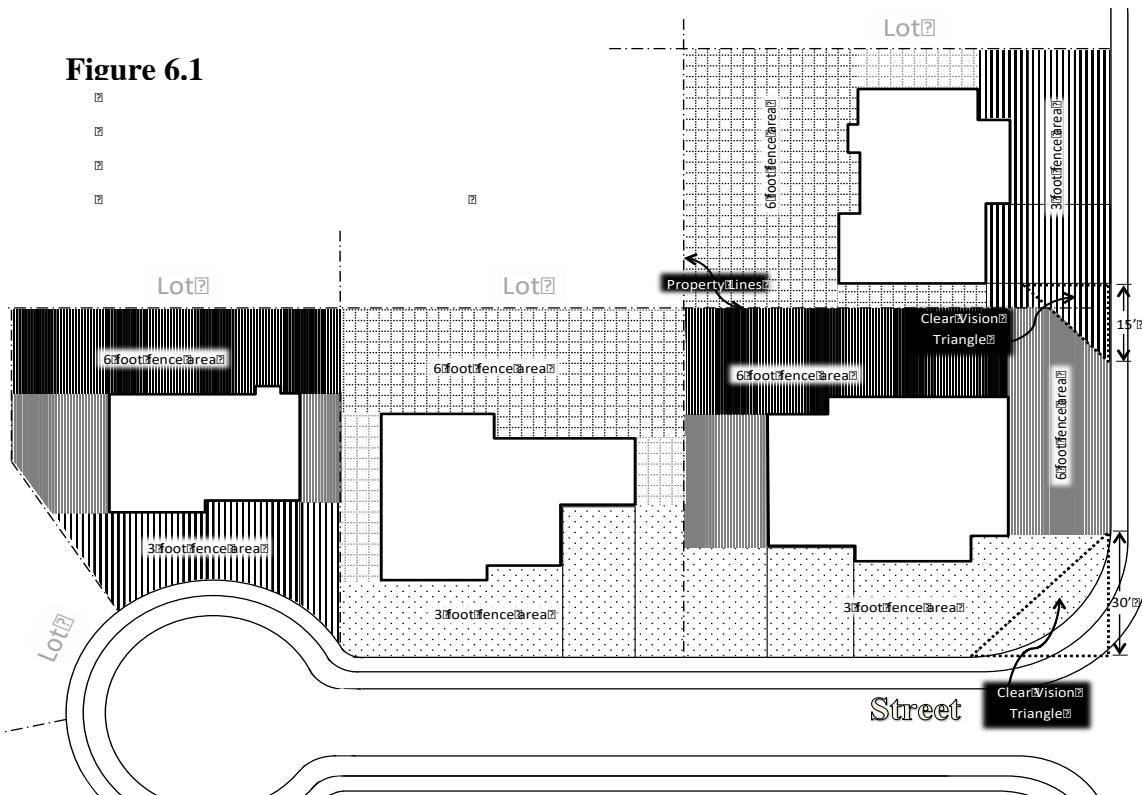 Lot
Figure 6.1
6 foot fence area
3 foot fence area
Lot
Lot
Property Lines
Clear Vision
Triangle
15'
6 foot fence area
6 foot fence area
6 foot fence area
6 foot fence area
3 foot fence area
3 foot fence area
3 foot fence area
30'
Lot
Street
Clear Vision
Triangle